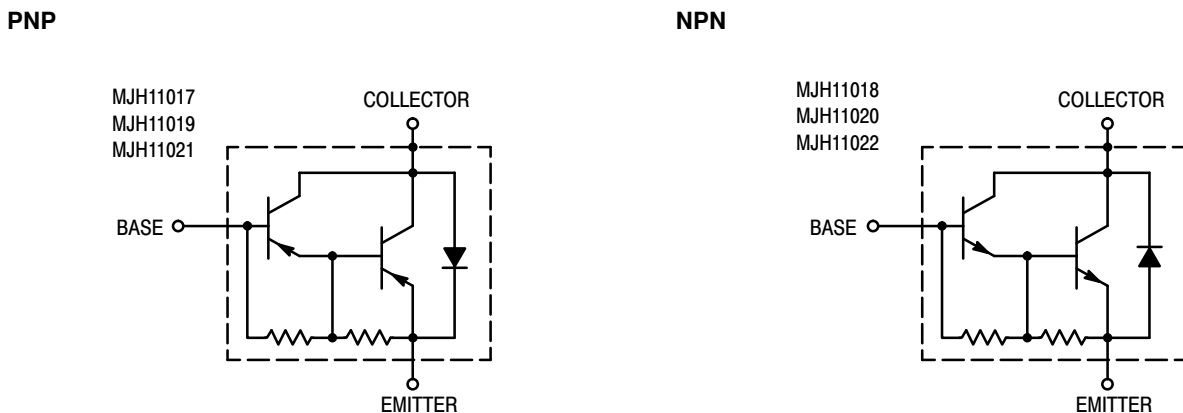 PNP
MJH11017
MJH11019
MJH11021
COLLECTOR
BASE
EMITTER
NPN
MJH11018
MJH11020
MJH11022
COLLECTOR
BASE
EMITTER